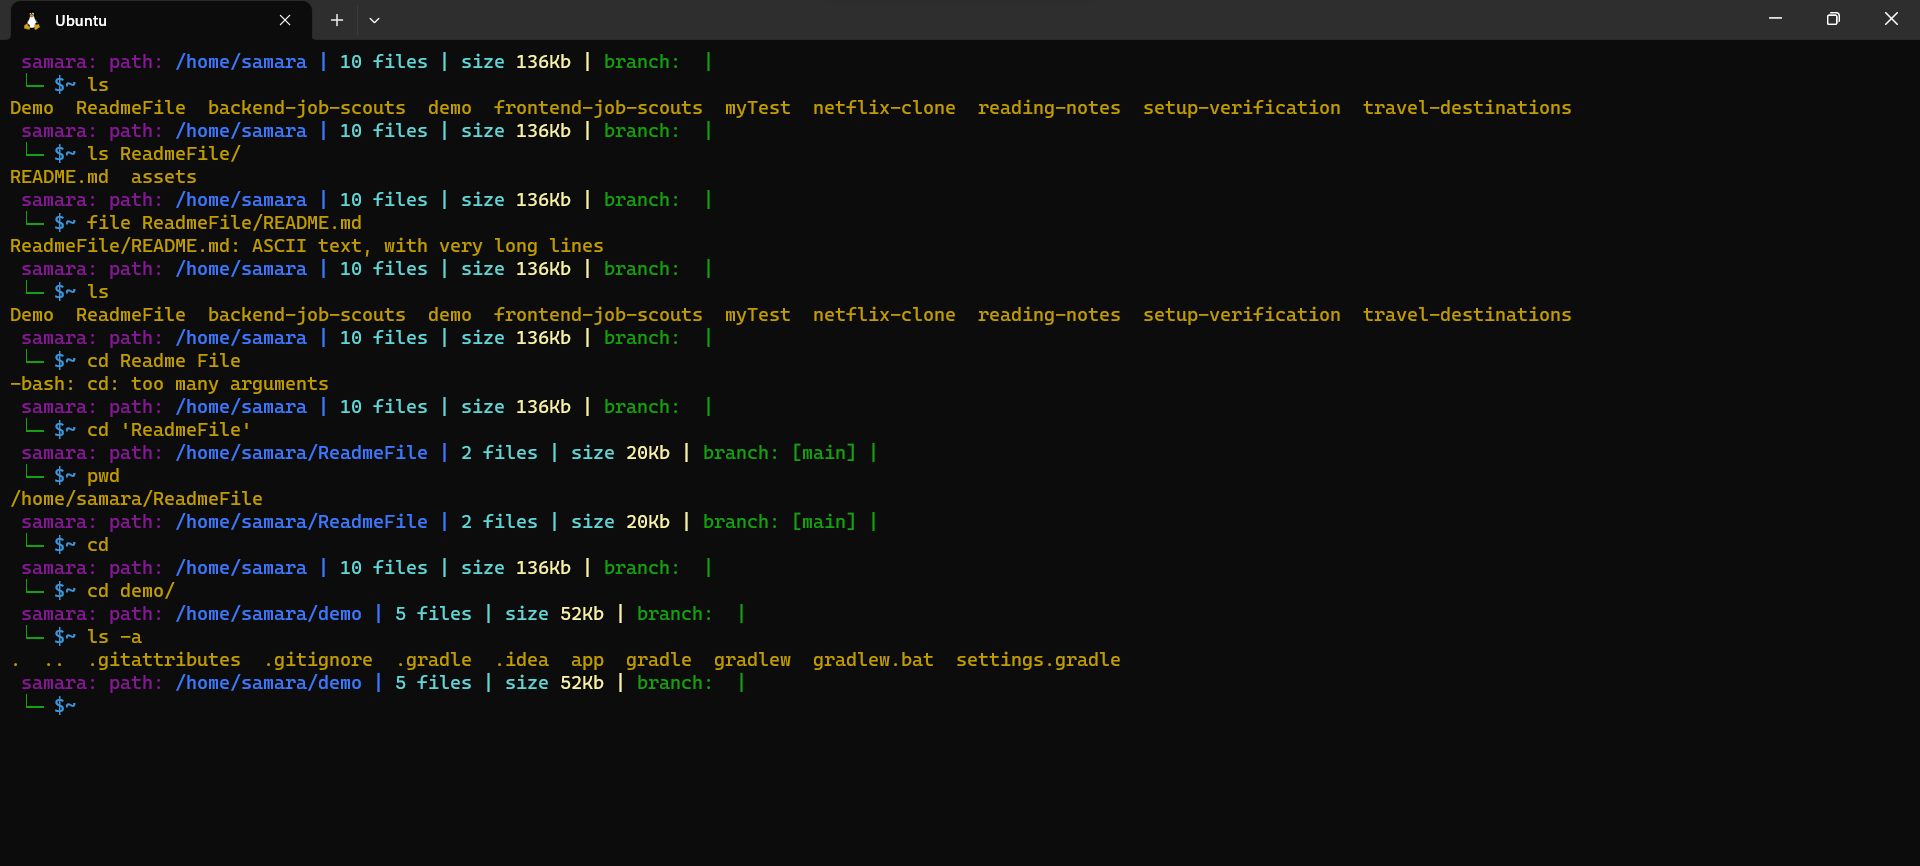 Ubuntu
samara: path: /home/samara | 10 files | size 136Kb | branch:  |
└─ $~ ls
Demo  ReadmeFile  backend-job-scouts  demo  frontend-job-scouts  myTest  netflix-clone  reading-notes  setup-verification  travel-destinations
samara: path: /home/samara | 10 files | size 136Kb | branch:  |
└─ $~ ls ReadmeFile/
README.md  assets
samara: path: /home/samara | 10 files | size 136Kb | branch:  |
└─ $~ file ReadmeFile/README.md
ReadmeFile/README.md: ASCII text, with very long lines
samara: path: /home/samara | 10 files | size 136Kb | branch:  |
└─ $~ ls
Demo  ReadmeFile  backend-job-scouts  demo  frontend-job-scouts  myTest  netflix-clone  reading-notes  setup-verification  travel-destinations
samara: path: /home/samara | 10 files | size 136Kb | branch:  |
└─ $~ cd Readme File
-bash: cd: too many arguments
samara: path: /home/samara | 10 files | size 136Kb | branch:  |
└─ $~ cd 'ReadmeFile'
samara: path: /home/samara/ReadmeFile | 2 files | size 20Kb | branch: [main] |
└─ $~ pwd
/home/samara/ReadmeFile
samara: path: /home/samara/ReadmeFile | 2 files | size 20Kb | branch: [main] |
└─ $~ cd
samara: path: /home/samara | 10 files | size 136Kb | branch:  |
└─ $~ cd demo/
samara: path: /home/samara/demo | 5 files | size 52Kb | branch:  |
└─ $~ ls -a
.  ..  .gitattributes  .gitignore  .gradle  .idea  app  gradle  gradlew  gradlew.bat  settings.gradle
samara: path: /home/samara/demo | 5 files | size 52Kb | branch:  |
└─ $~